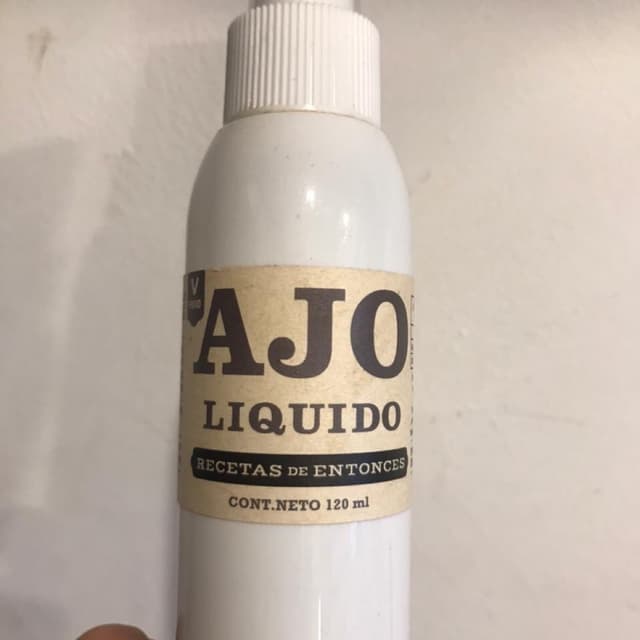 V
AJO
LIQUIDO
RECETAS DE ENTONCES
CONT.NETO 120 ml